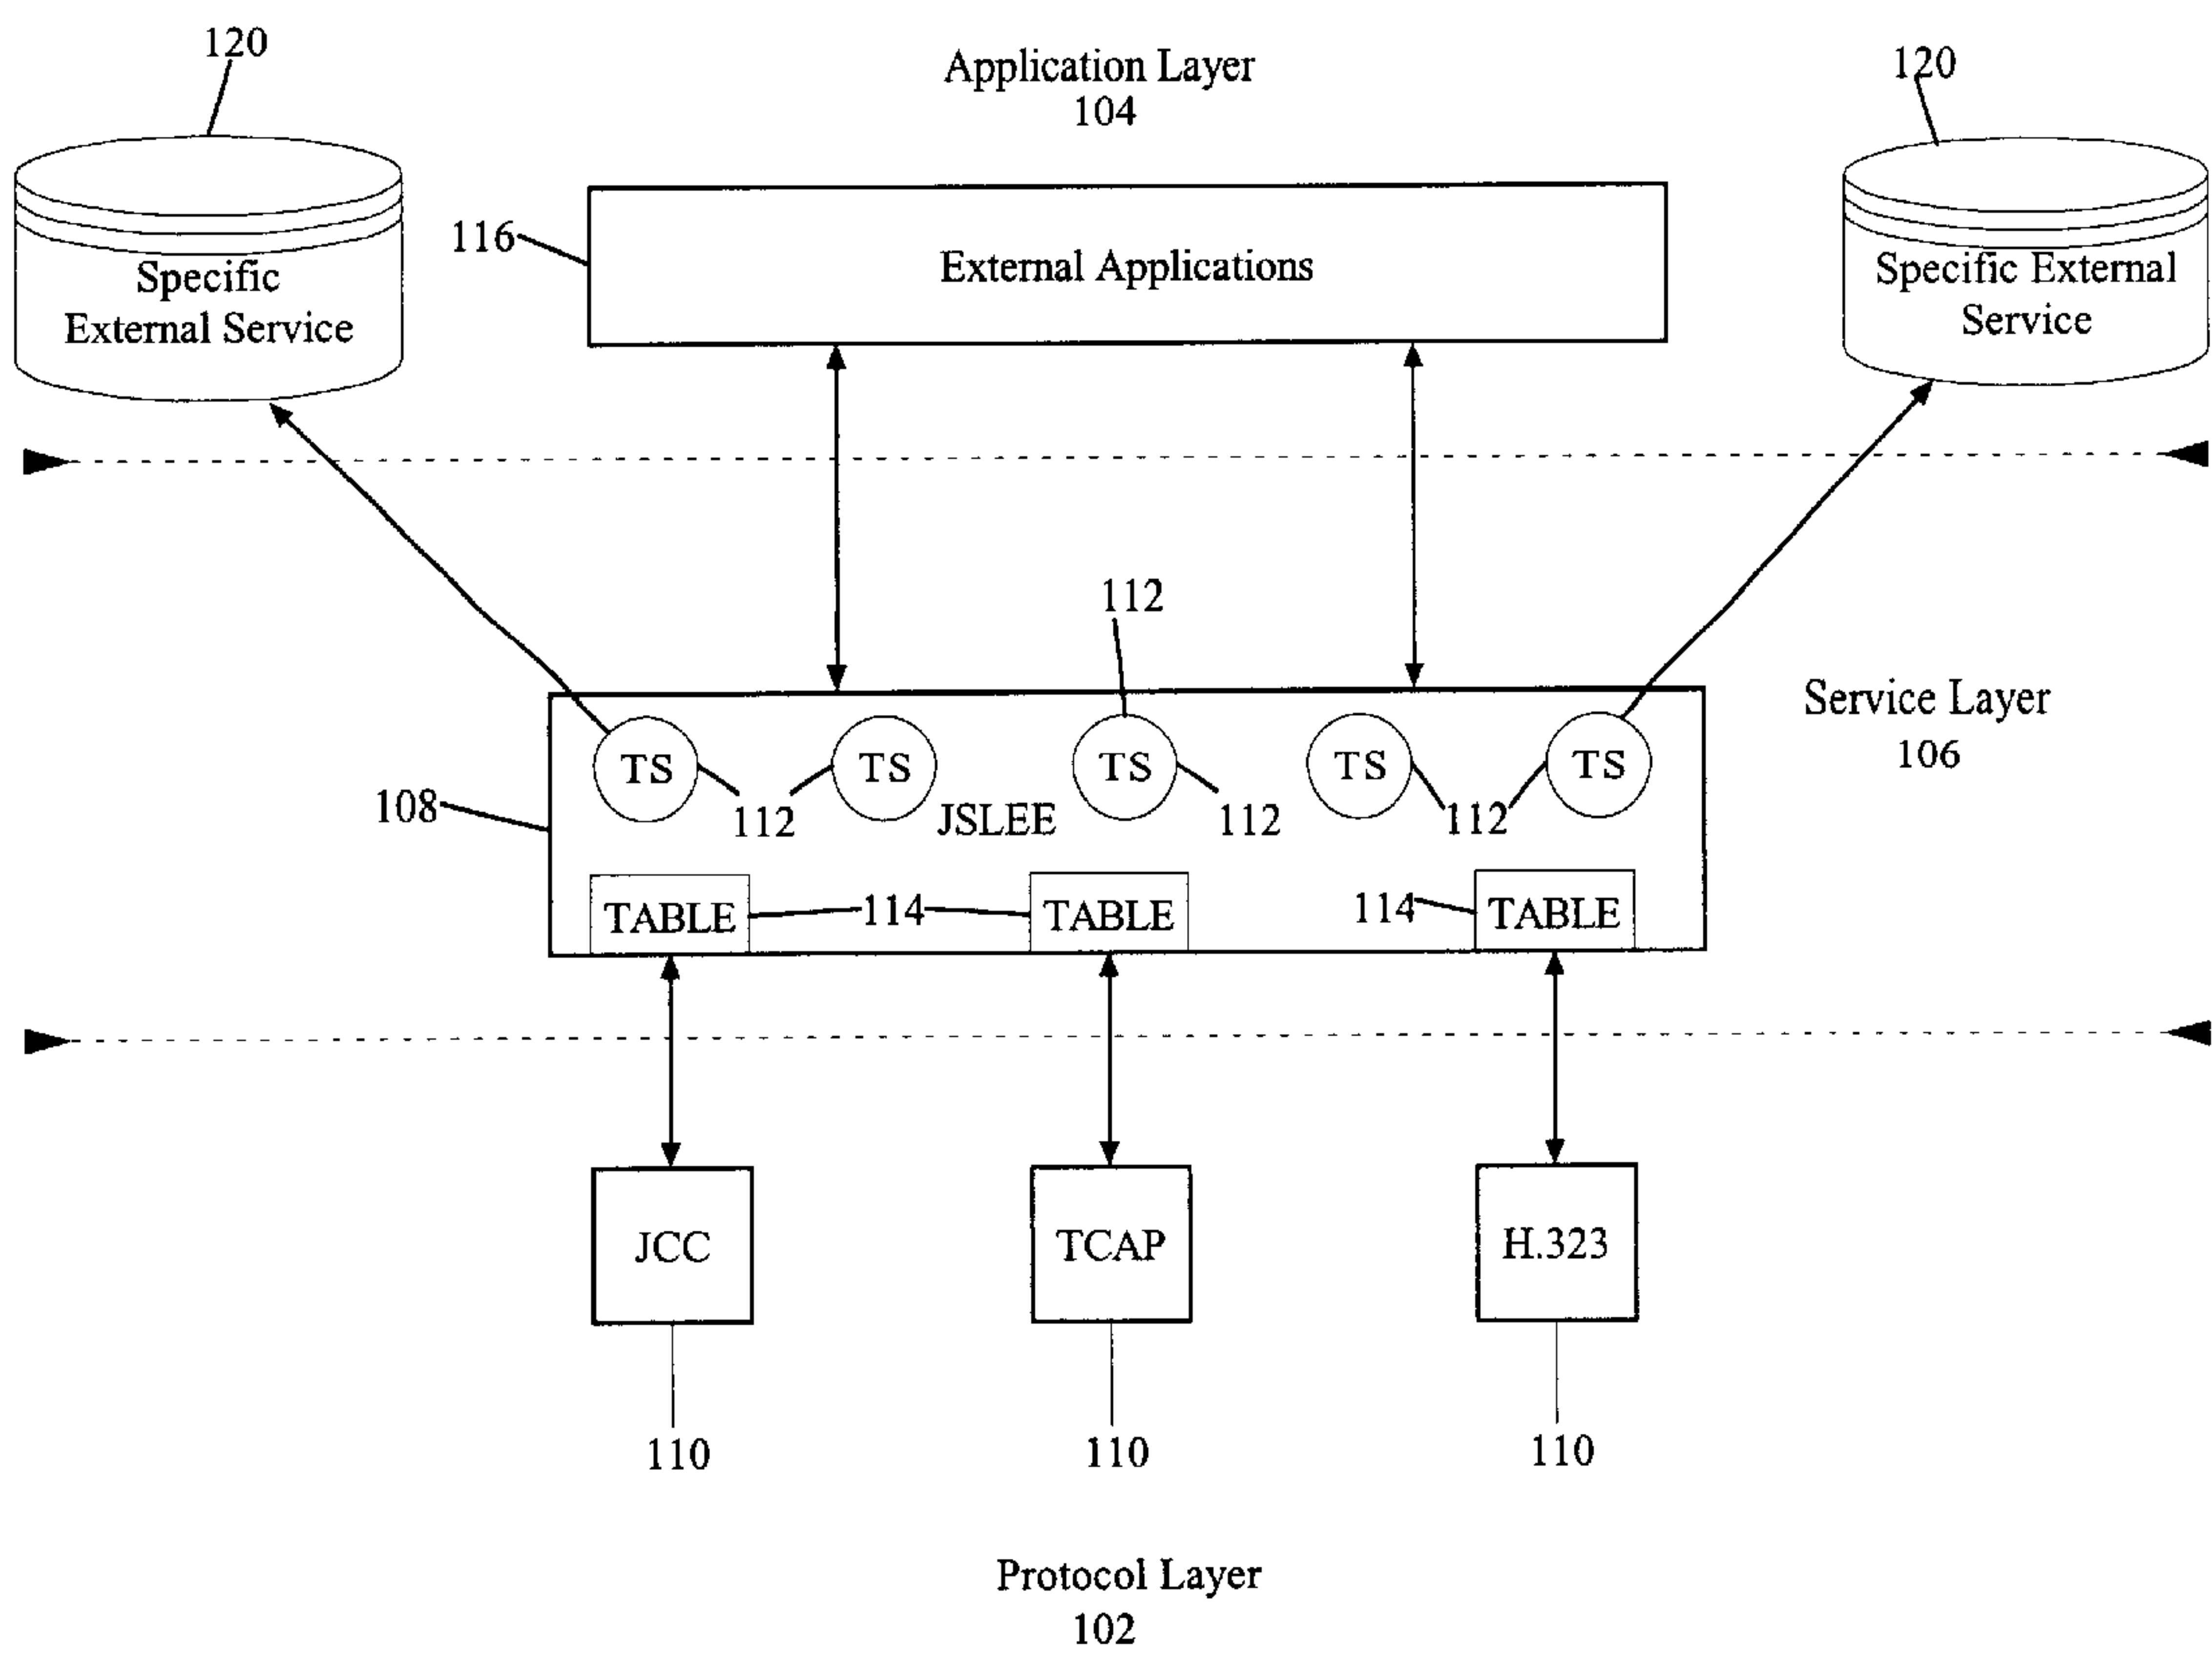 120
Application Layer
104
120
Specific
External Service
116
External Applications
Specific External
Service
112
Service Layer
106
TS
TS
TS
TS
TS
108
112
JSLEE
112
112
TABLE
114
TABLE
114
TABLE
JCC
TCAP
H.323
110
110
110
Protocol Layer
102